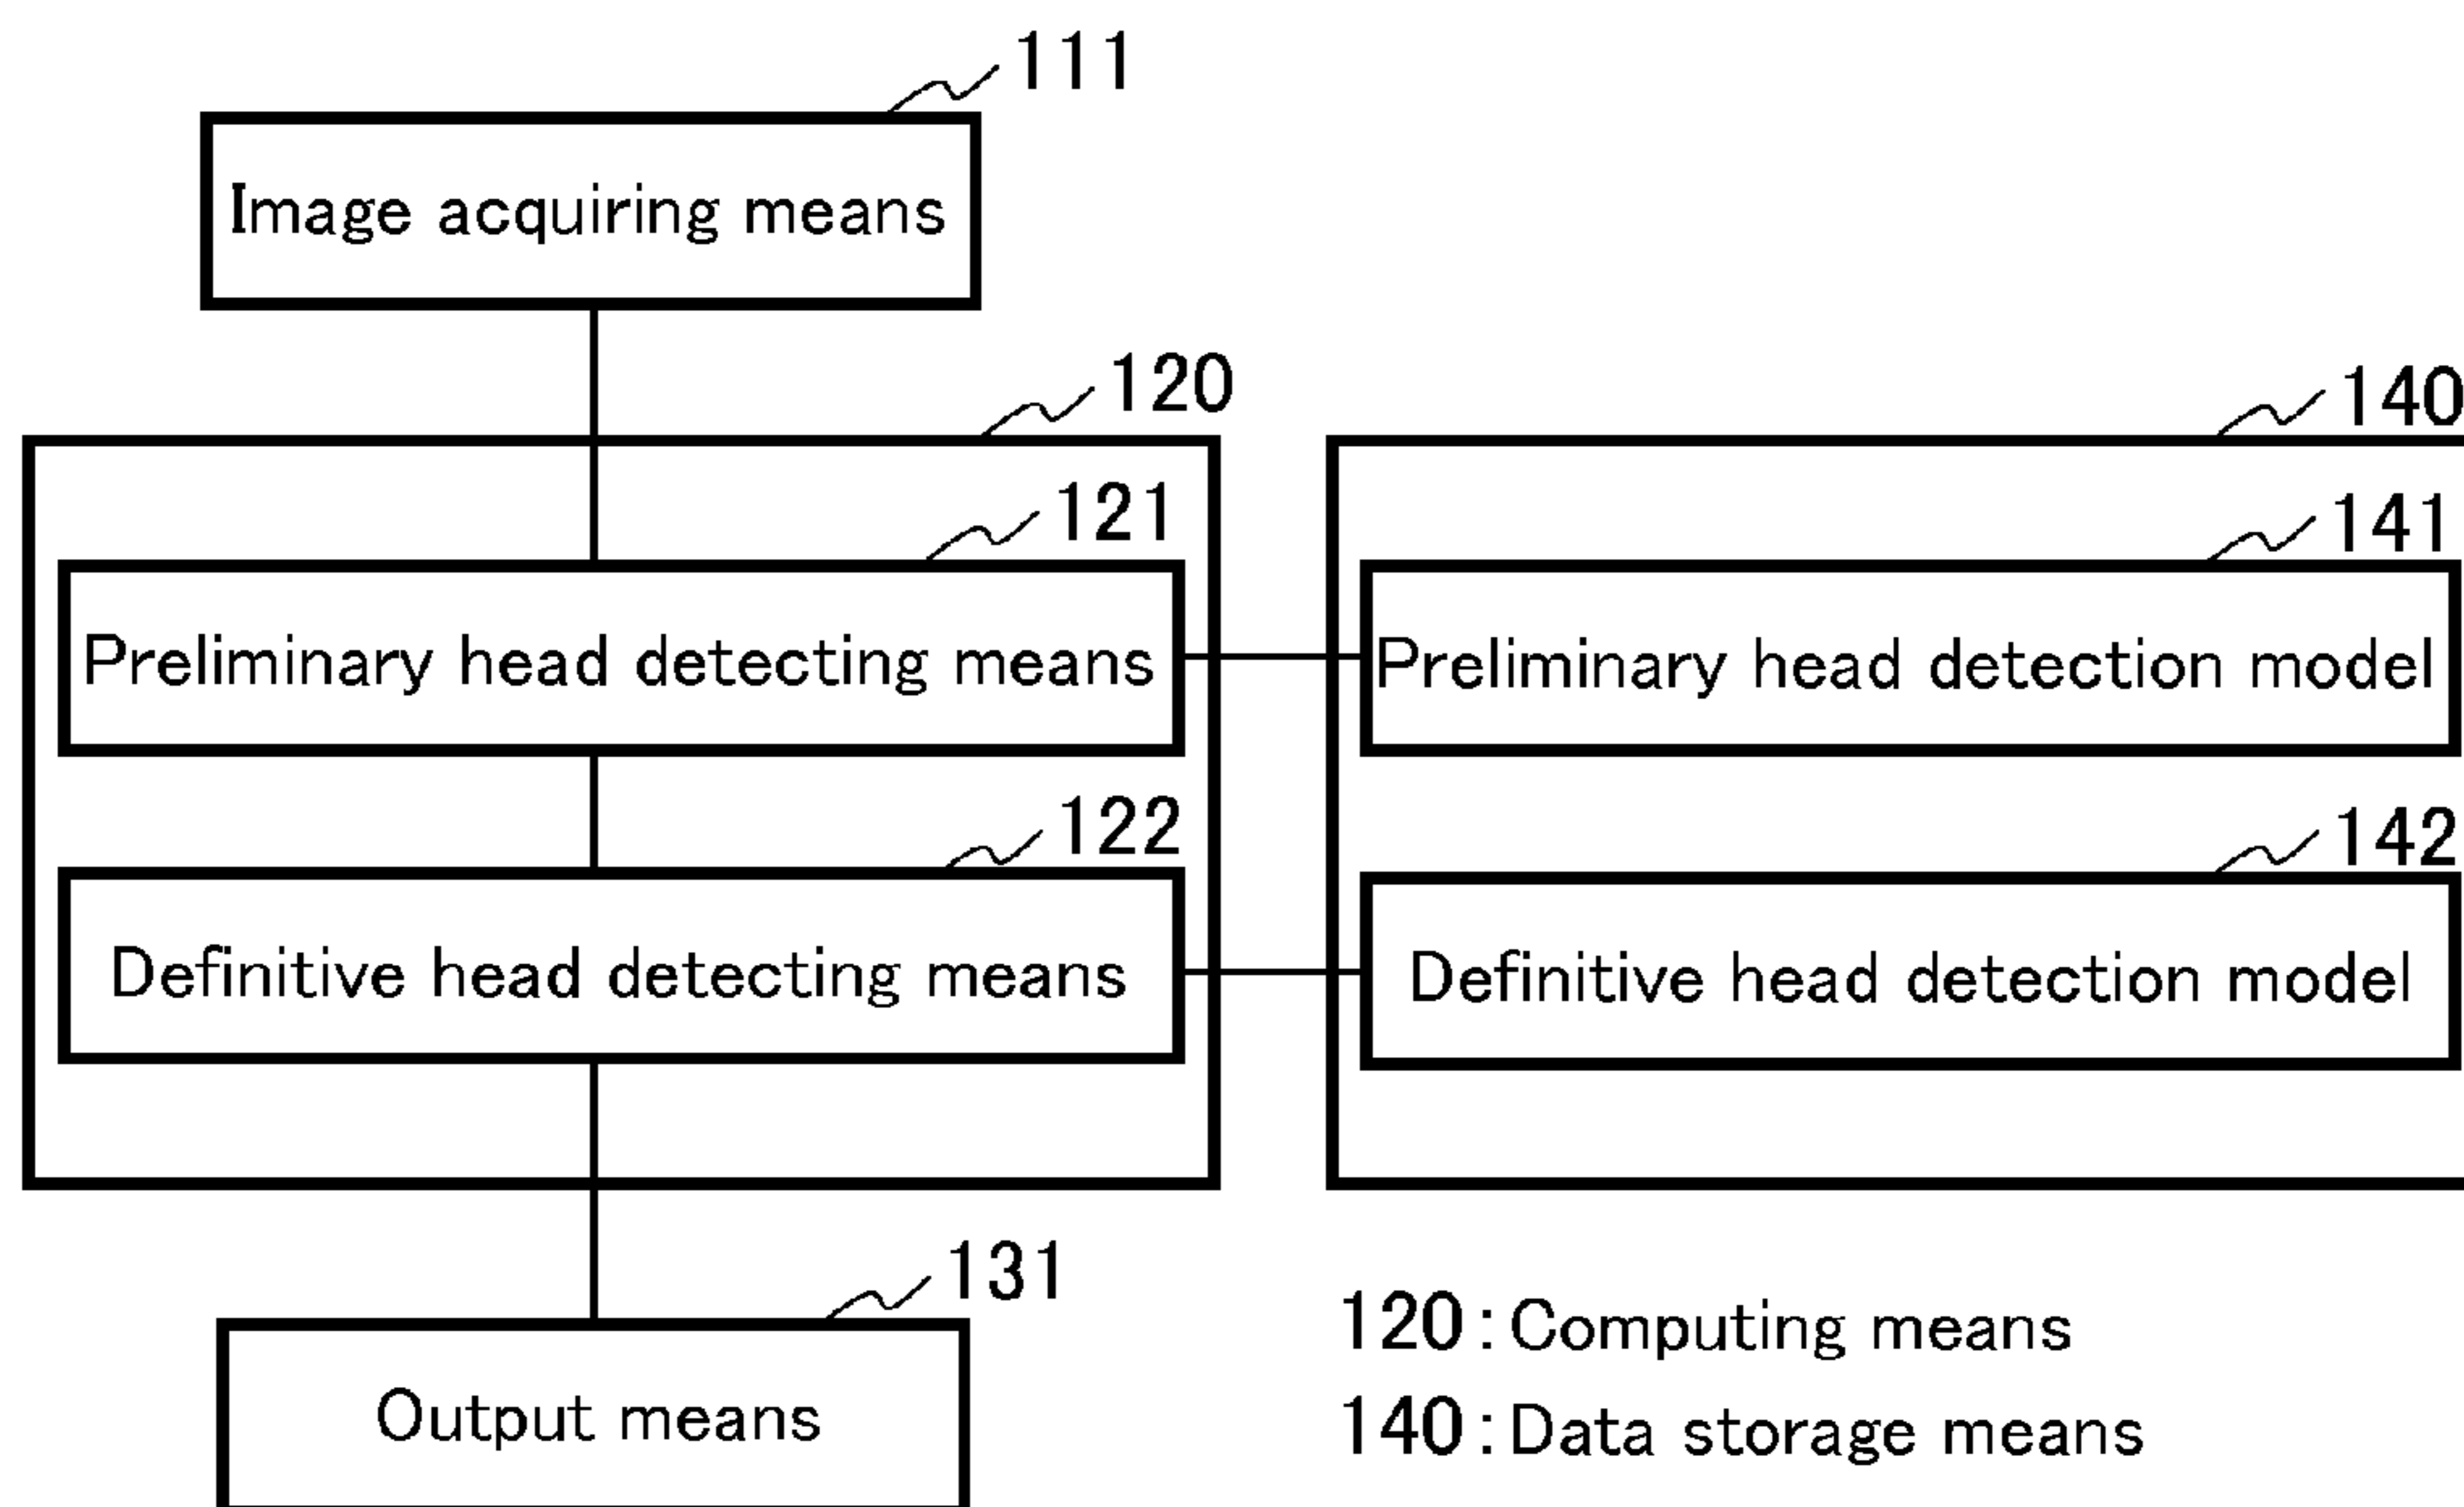 111
Image acquiring means
120
140
121
141
Preliminary head detecting means
Preliminary head detection model
122
142
Definitive head detecting means
Definitive head detection model
131
Output means
120 : Computing means
140 : Data storage means